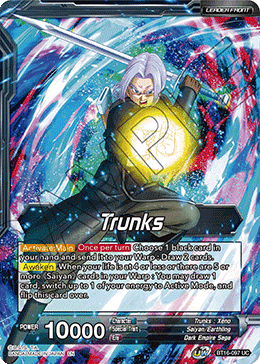 LEADER FRONT
Trunks
Activate: Main Once per turn Choose 1 black card in
your hand and send it to your Warp : Draw 2 cards.
Awaken When your life is at 4 or less or there are 5 or
more {Saiyan} cards in your Warp : You may draw 1
card, switch up to 1 of your energy to Active Mode, and
flip this card over.
POWER
10000
Character
Trunks : Xeno
Special Trait
Saiyan/Earthling
Era
Dark Empire Saga
BT16-097 UC